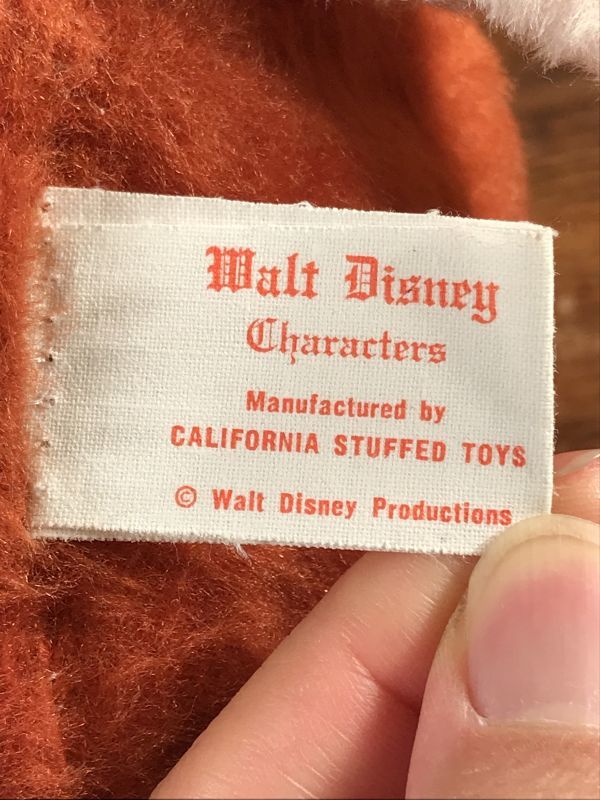 Walt Disney
Characters
Manufactured by
CALIFORNIA STUFFED TOYS
© Walt Disney Productions